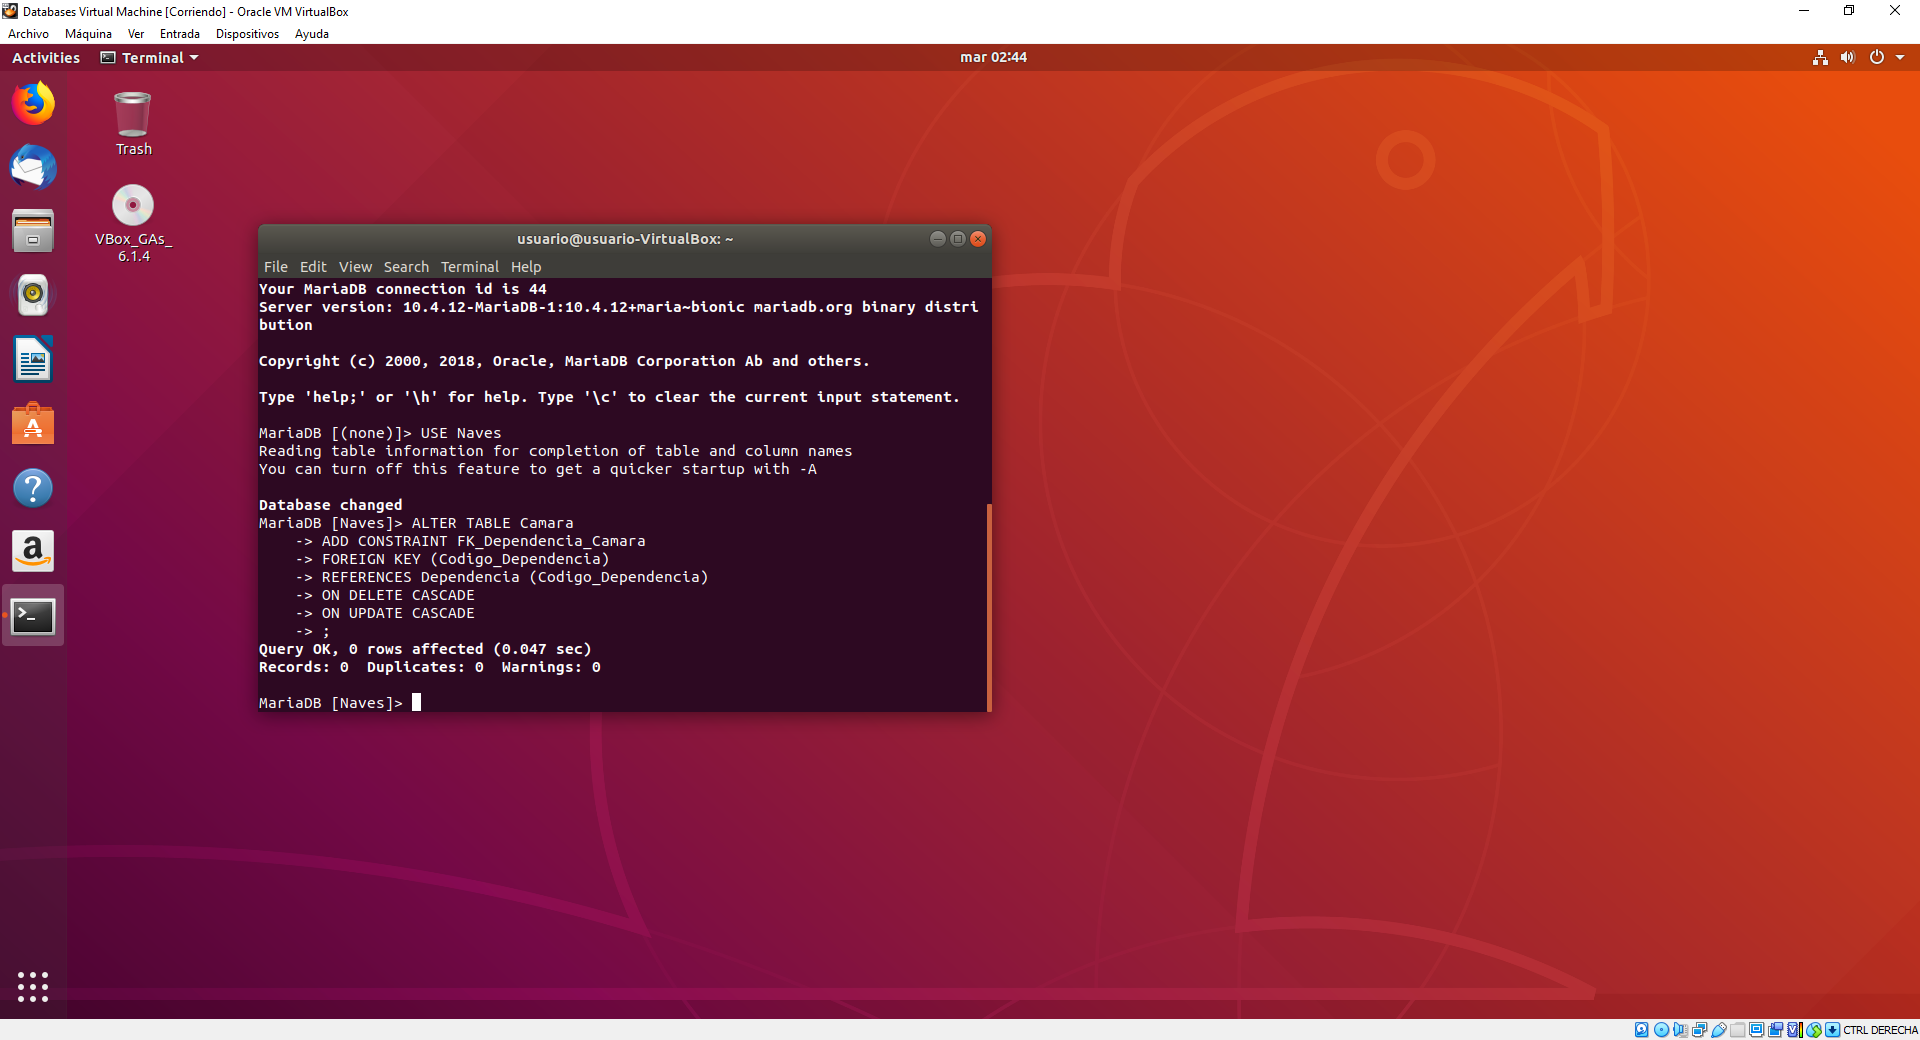 Databases Virtual Machine [Corriendo] - Oracle VM VirtualBox
Archivo Máquina Ver Entrada Dispositivos Ayuda
Activities Terminal mar 02:44
Trash
VBox_GAs_
6.1.4
usuario@usuario-VirtualBox: ~
File Edit View Search Terminal Help
Your MariaDB connection id is 44
Server version: 10.4.12-MariaDB-1:10.4.12+maria~bionic mariadb.org binary distri
bution
Copyright (c) 2000, 2018, Oracle, MariaDB Corporation Ab and others.
Type 'help;' or '\h' for help. Type '\c' to clear the current input statement.
MariaDB [(none)]> USE Naves
Reading table information for completion of table and column names
You can turn off this feature to get a quicker startup with -A
Database changed
MariaDB [Naves]> ALTER TABLE Camara
    -> ADD CONSTRAINT FK_Dependencia_Camara
    -> FOREIGN KEY (Codigo_Dependencia)
    -> REFERENCES Dependencia (Codigo_Dependencia)
    -> ON DELETE CASCADE
    -> ON UPDATE CASCADE
    -> ;
Query OK, 0 rows affected (0.047 sec)
Records: 0  Duplicates: 0  Warnings: 0
MariaDB [Naves]>
CTRL DERECHA